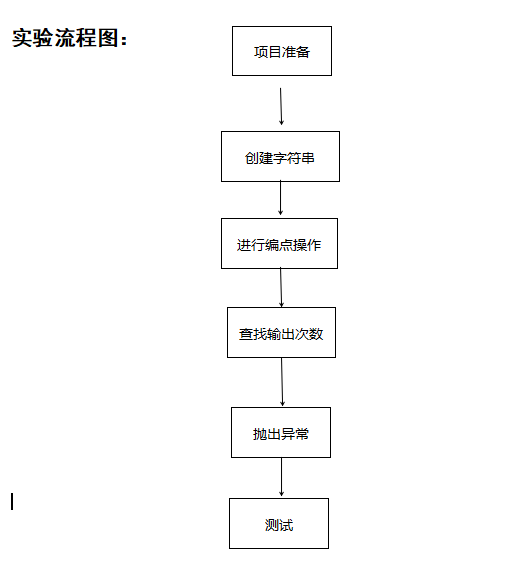 实验流程图：
项目准备
创建字符串
进行编点操作
查找输出次数
抛出异常
测试